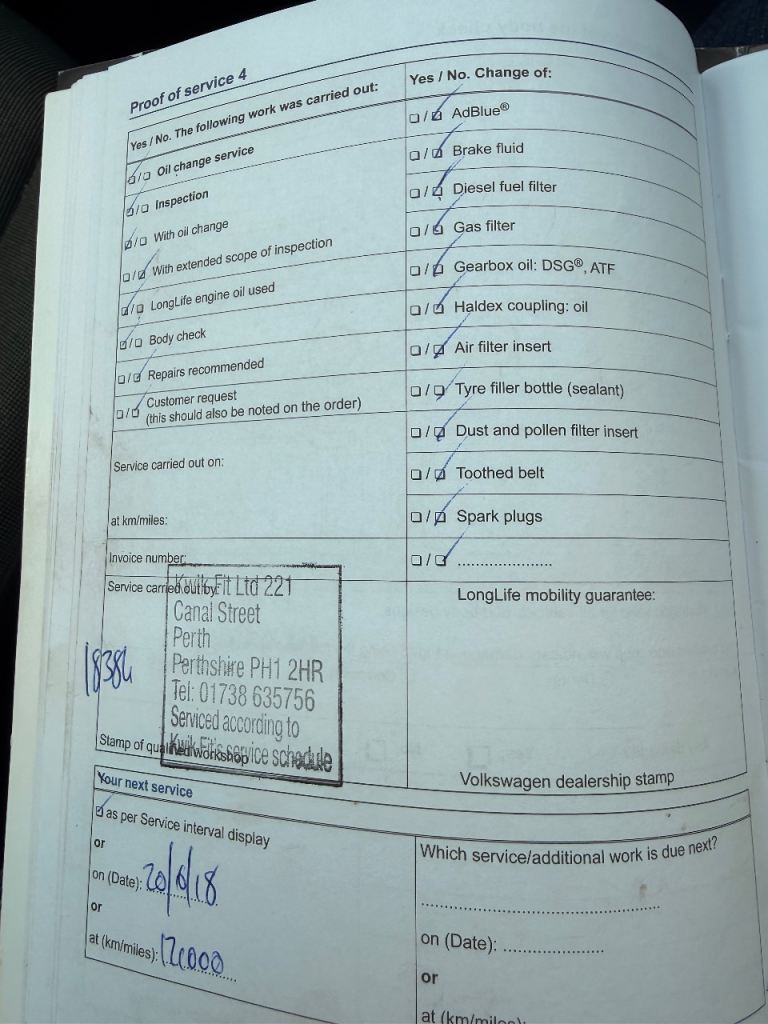 Proof of service 4
Yes / No. The following work was carried out:
Oil change service
Inspection
With oil change
With extended scope of inspection
LongLife engine oil used
Body check
Repairs recommended
Customer request
(this should also be noted on the order)
Service carried out on:
at km/miles:
Invoice number:
Service carried out by:
Kwik Fit Ltd 221
Canal Street
Perth
Perthshire PH1 2HR
Tel: 01738 635756
Serviced according to
Kwik Fit's service schedule
Stamp of qualified workshop
Yes / No. Change of:
AdBlue®
Brake fluid
Diesel fuel filter
Gas filter
Gearbox oil: DSG®, ATF
Haldex coupling: oil
Air filter insert
Tyre filler bottle (sealant)
Dust and pollen filter insert
Toothed belt
Spark plugs
....................
LongLife mobility guarantee:
Volkswagen dealership stamp
Your next service
as per Service interval display
or
on (Date): 20/6/18
or
at (km/miles):
Which service/additional work is due next?
..................................................
on (Date): .....................
or
at (km/miles):